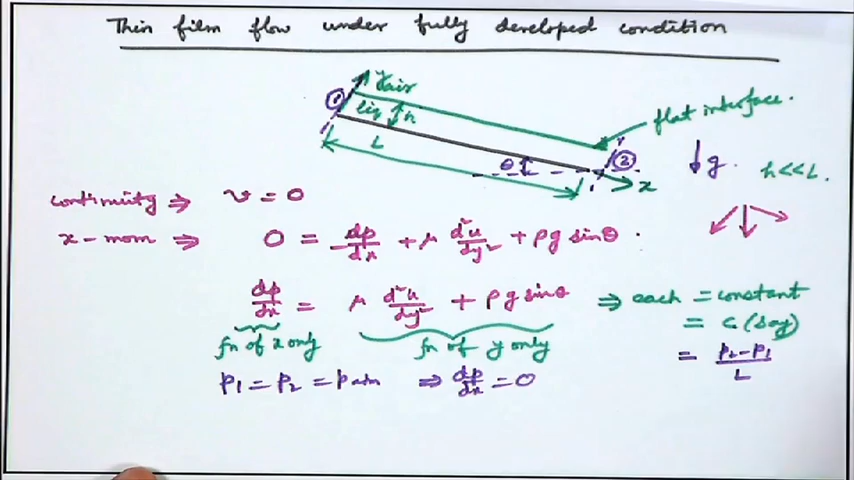 Thin film flow under fully developed condition
① y air
liq h
flat interface.
L
θ ②
↓g. h<<L.
x
continuity ⇒ v = 0
x-mom ⇒ 0 = -dp/dx + μ d²u/dy² + ρg sinθ.
dp/dx = μ d²u/dy² + ρg sinθ ⇒ each = constant
= c (say)
fn of x only fn of y only
= p₂-p₁/L
p₁ = p₂ = patm ⇒ dp/dx = 0